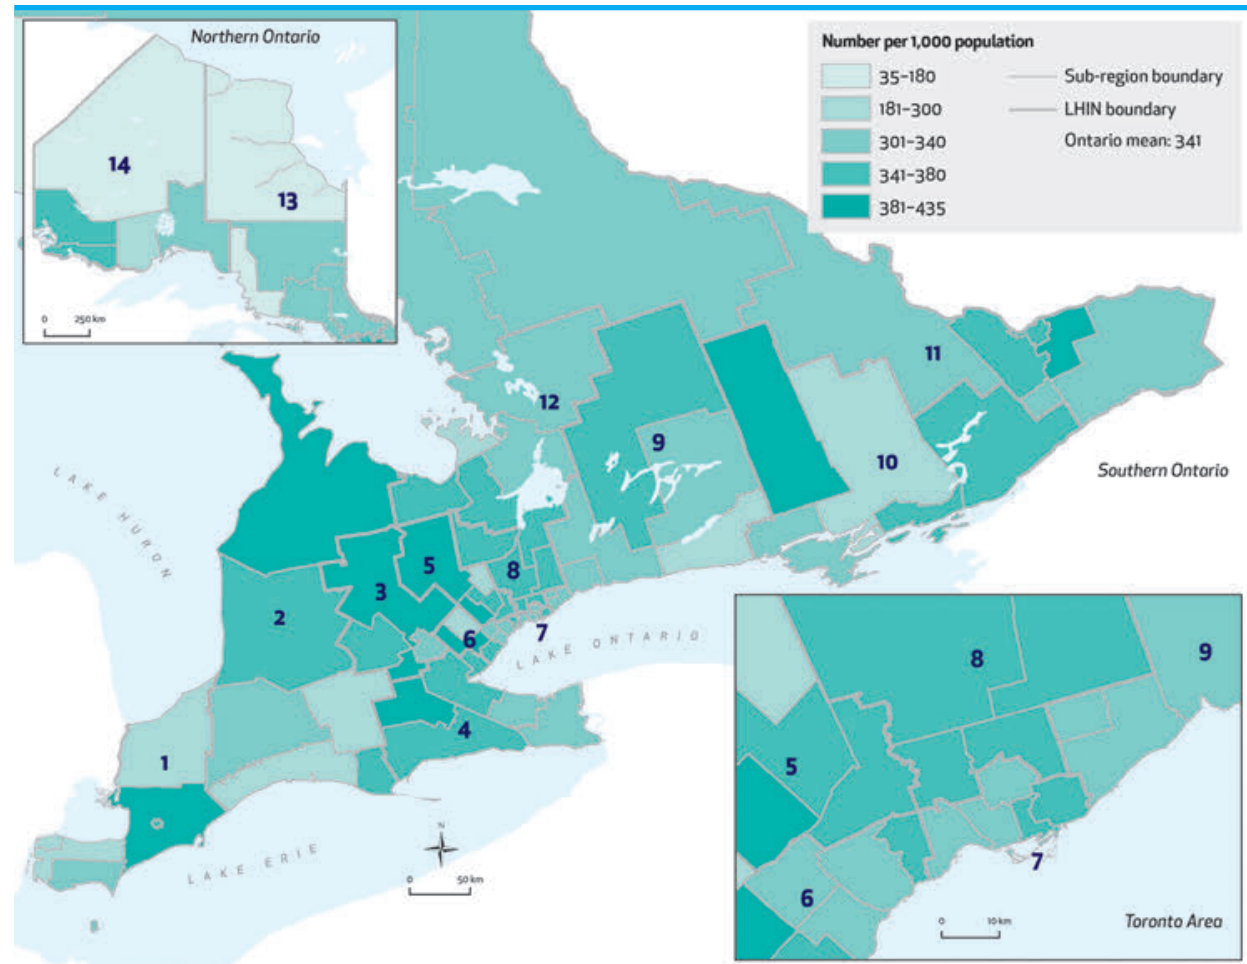 Northern Ontario
14
13
0 250 km
Number per 1,000 population
35–180
181–300
301–340
341–380
381–435
Sub-region boundary
LHIN boundary
Ontario mean: 341
11
12
9
10
Southern Ontario
LAKE HURON
5
8
3
2
6
7
LAKE ONTARIO
4
1
LAKE ERIE
N
0 50 km
8
9
5
7
6
0 10 km
Toronto Area